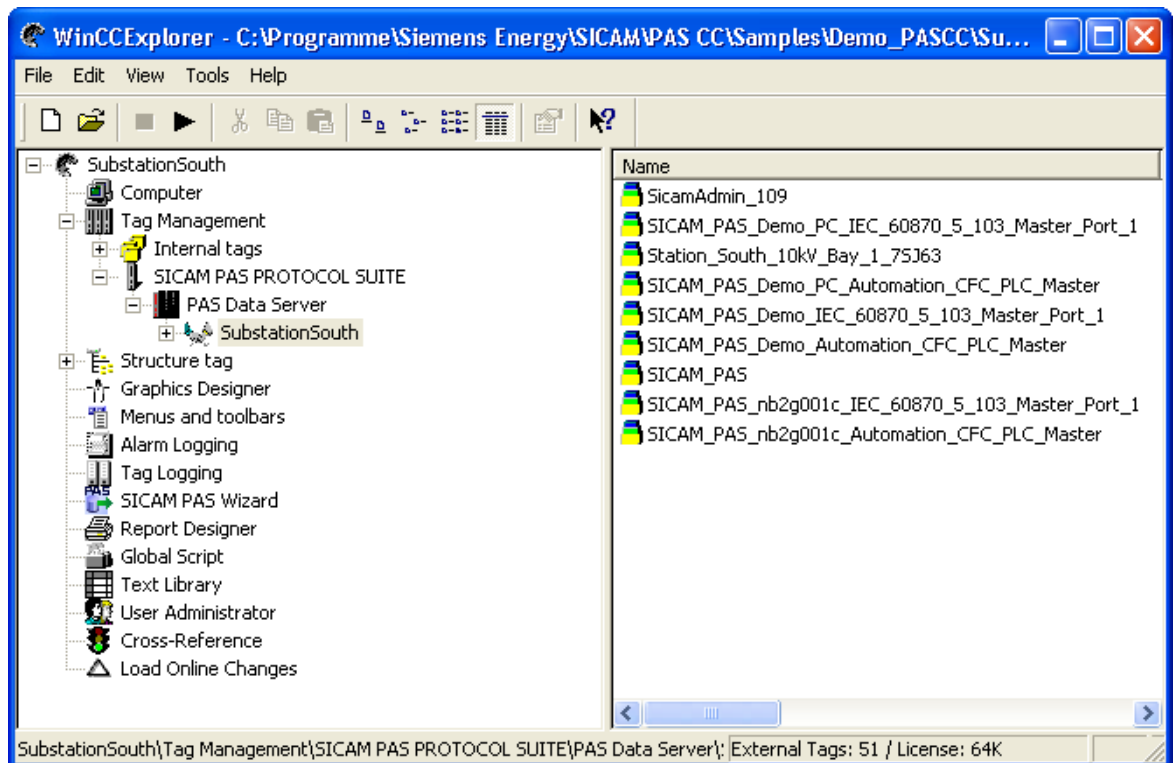 WinCCExplorer - C:\Programme\Siemens Energy\SICAM\PAS CC\Samples\Demo_PASCC\Su...
File Edit View Tools Help
SubstationSouth
Computer
Tag Management
Internal tags
SICAM PAS PROTOCOL SUITE
PAS Data Server
SubstationSouth
Structure tag
Graphics Designer
Menus and toolbars
Alarm Logging
Tag Logging
PAS
SICAM PAS Wizard
Report Designer
Global Script
Text Library
User Administrator
Cross-Reference
Load Online Changes
Name
SicamAdmin_109
SICAM_PAS_Demo_PC_IEC_60870_5_103_Master_Port_1
Station_South_10kV_Bay_1_7SJ63
SICAM_PAS_Demo_PC_Automation_CFC_PLC_Master
SICAM_PAS_Demo_IEC_60870_5_103_Master_Port_1
SICAM_PAS_Demo_Automation_CFC_PLC_Master
SICAM_PAS
SICAM_PAS_nb2g001c_IEC_60870_5_103_Master_Port_1
SICAM_PAS_nb2g001c_Automation_CFC_PLC_Master
SubstationSouth\Tag Management\SICAM PAS PROTOCOL SUITE\PAS Data Server\
External Tags: 51 / License: 64K